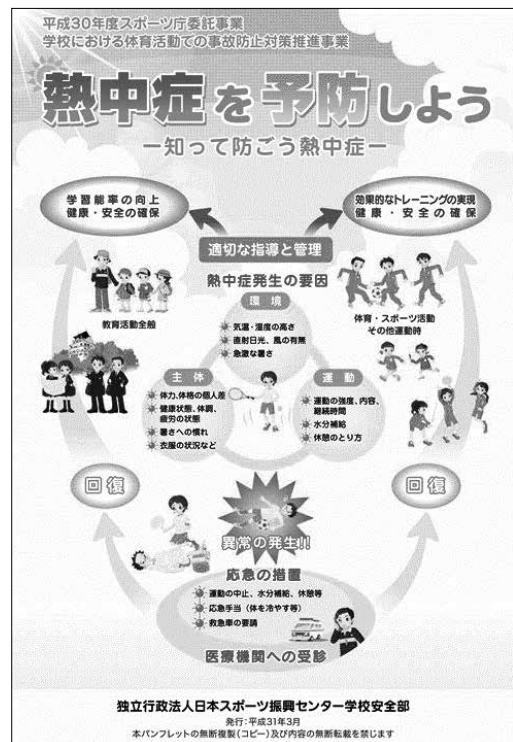 平成30年度スポーツ庁委託事業
学校における体育活動での事故防止対策推進事業
熱中症を予防しよう
ー知って防ごう熱中症ー
学習能率の向上
健康・安全の確保
効果的なトレーニングの実現
健康・安全の確保
適切な指導と管理
熱中症発生の要因
環境
気温・湿度の高さ
直射日光、風の有無
急激な暑さ
教育活動全般
体育・スポーツ活動
その他運動時
主体
体力、体格の個人差
健康状態、体調、
疲労の状態
暑さへの慣れ
衣服の状況など
運動
運動の強度、内容、
継続時間
水分補給
休憩のとり方
回復
回復
異常の発生!!
応急の措置
運動の中止、水分補給、休憩等
応急手当(体を冷やす等)
救急車の要請
医療機関への受診
独立行政法人日本スポーツ振興センター学校安全部
発行:平成31年3月
本パンフレットの無断複製(コピー)及び内容の無断転載を禁じます